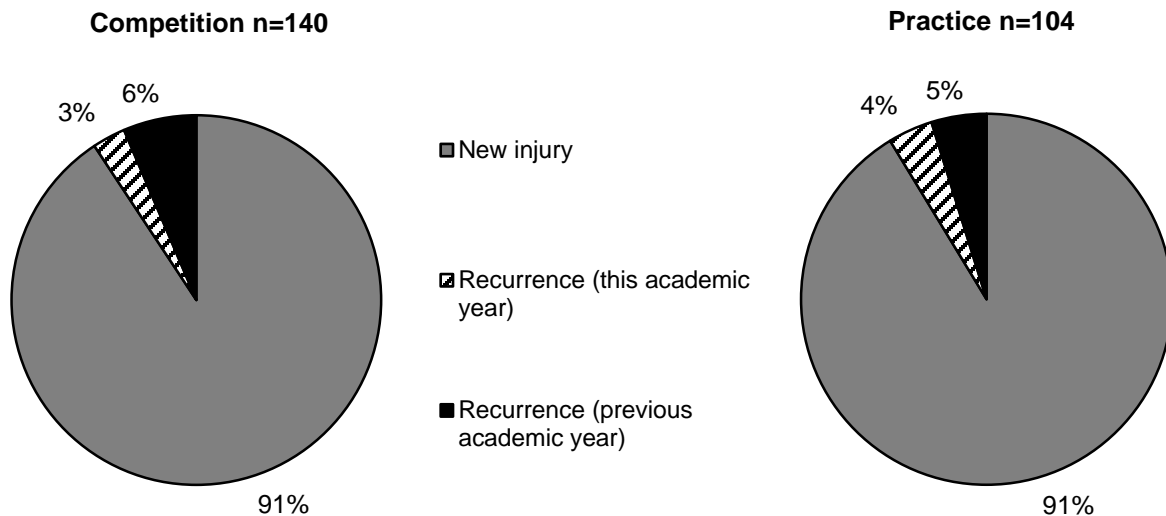 Competition n=140
Practice n=104
3%
6%
4%
5%
New injury
Recurrence (this academic
year)
Recurrence (previous
academic year)
91%
91%